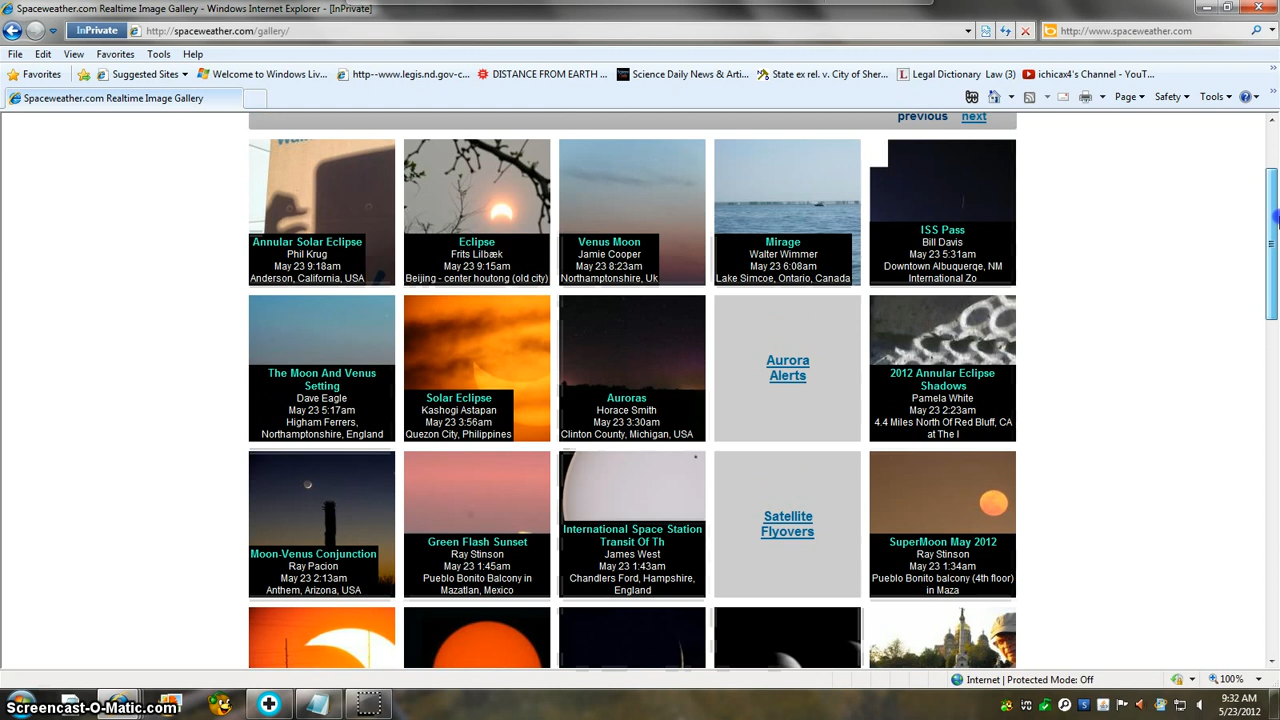 Spaceweather.com Realtime Image Gallery - Windows Internet Explorer - [InPrivate]
InPrivate http://spaceweather.com/gallery/ http://www.spaceweather.com
File Edit View Favorites Tools Help
Favorites Suggested Sites Welcome to Windows Liv... http--www.legis.nd.gov-c... DISTANCE FROM EARTH ... Science Daily News & Arti... State ex rel. v. City of Sher... Legal Dictionary Law (3) ichicax4's Channel - YouT...
Spaceweather.com Realtime Image Gallery Page Safety Tools
previous next
Annular Solar Eclipse
Phil Krug
May 23 9:18am
Anderson, California, USA
Eclipse
Frits Lilbæk
May 23 9:15am
Beijing - center houtong (old city)
Venus Moon
Jamie Cooper
May 23 8:23am
Northamptonshire, Uk
Mirage
Walter Wimmer
May 23 6:08am
Lake Simcoe, Ontario, Canada
ISS Pass
Bill Davis
May 23 5:31am
Downtown Albuquerqe, NM
International Zo
The Moon And Venus
Setting
Dave Eagle
May 23 5:17am
Higham Ferrers,
Northamptonshire, England
Solar Eclipse
Kashogi Astapan
May 23 3:56am
Quezon City, Philippines
Auroras
Horace Smith
May 23 3:30am
Clinton County, Michigan, USA
Aurora
Alerts
2012 Annular Eclipse
Shadows
Pamela White
May 23 2:23am
4.4 Miles North Of Red Bluff, CA
at The I
Moon-Venus Conjunction
Ray Pacion
May 23 2:13am
Anthem, Arizona, USA
Green Flash Sunset
Ray Stinson
May 23 1:45am
Pueblo Bonito Balcony in
Mazatlan, Mexico
International Space Station
Transit Of Th
James West
May 23 1:43am
Chandlers Ford, Hampshire,
England
Satellite
Flyovers
SuperMoon May 2012
Ray Stinson
May 23 1:34am
Pueblo Bonito balcony (4th floor)
in Maza
Internet | Protected Mode: Off 100%
Screencast-O-Matic.com
9:32 AM
5/23/2012